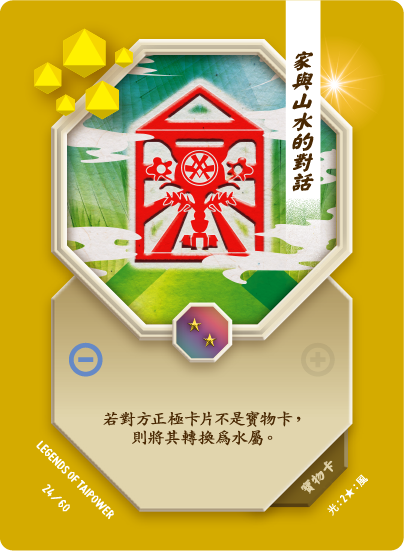 家與山水的對話
若對方正極卡片不是寶物卡，
則將其轉換為水屬。
LEGENDS OF TAIPOWER
24／60
寶物卡
光：2★：風